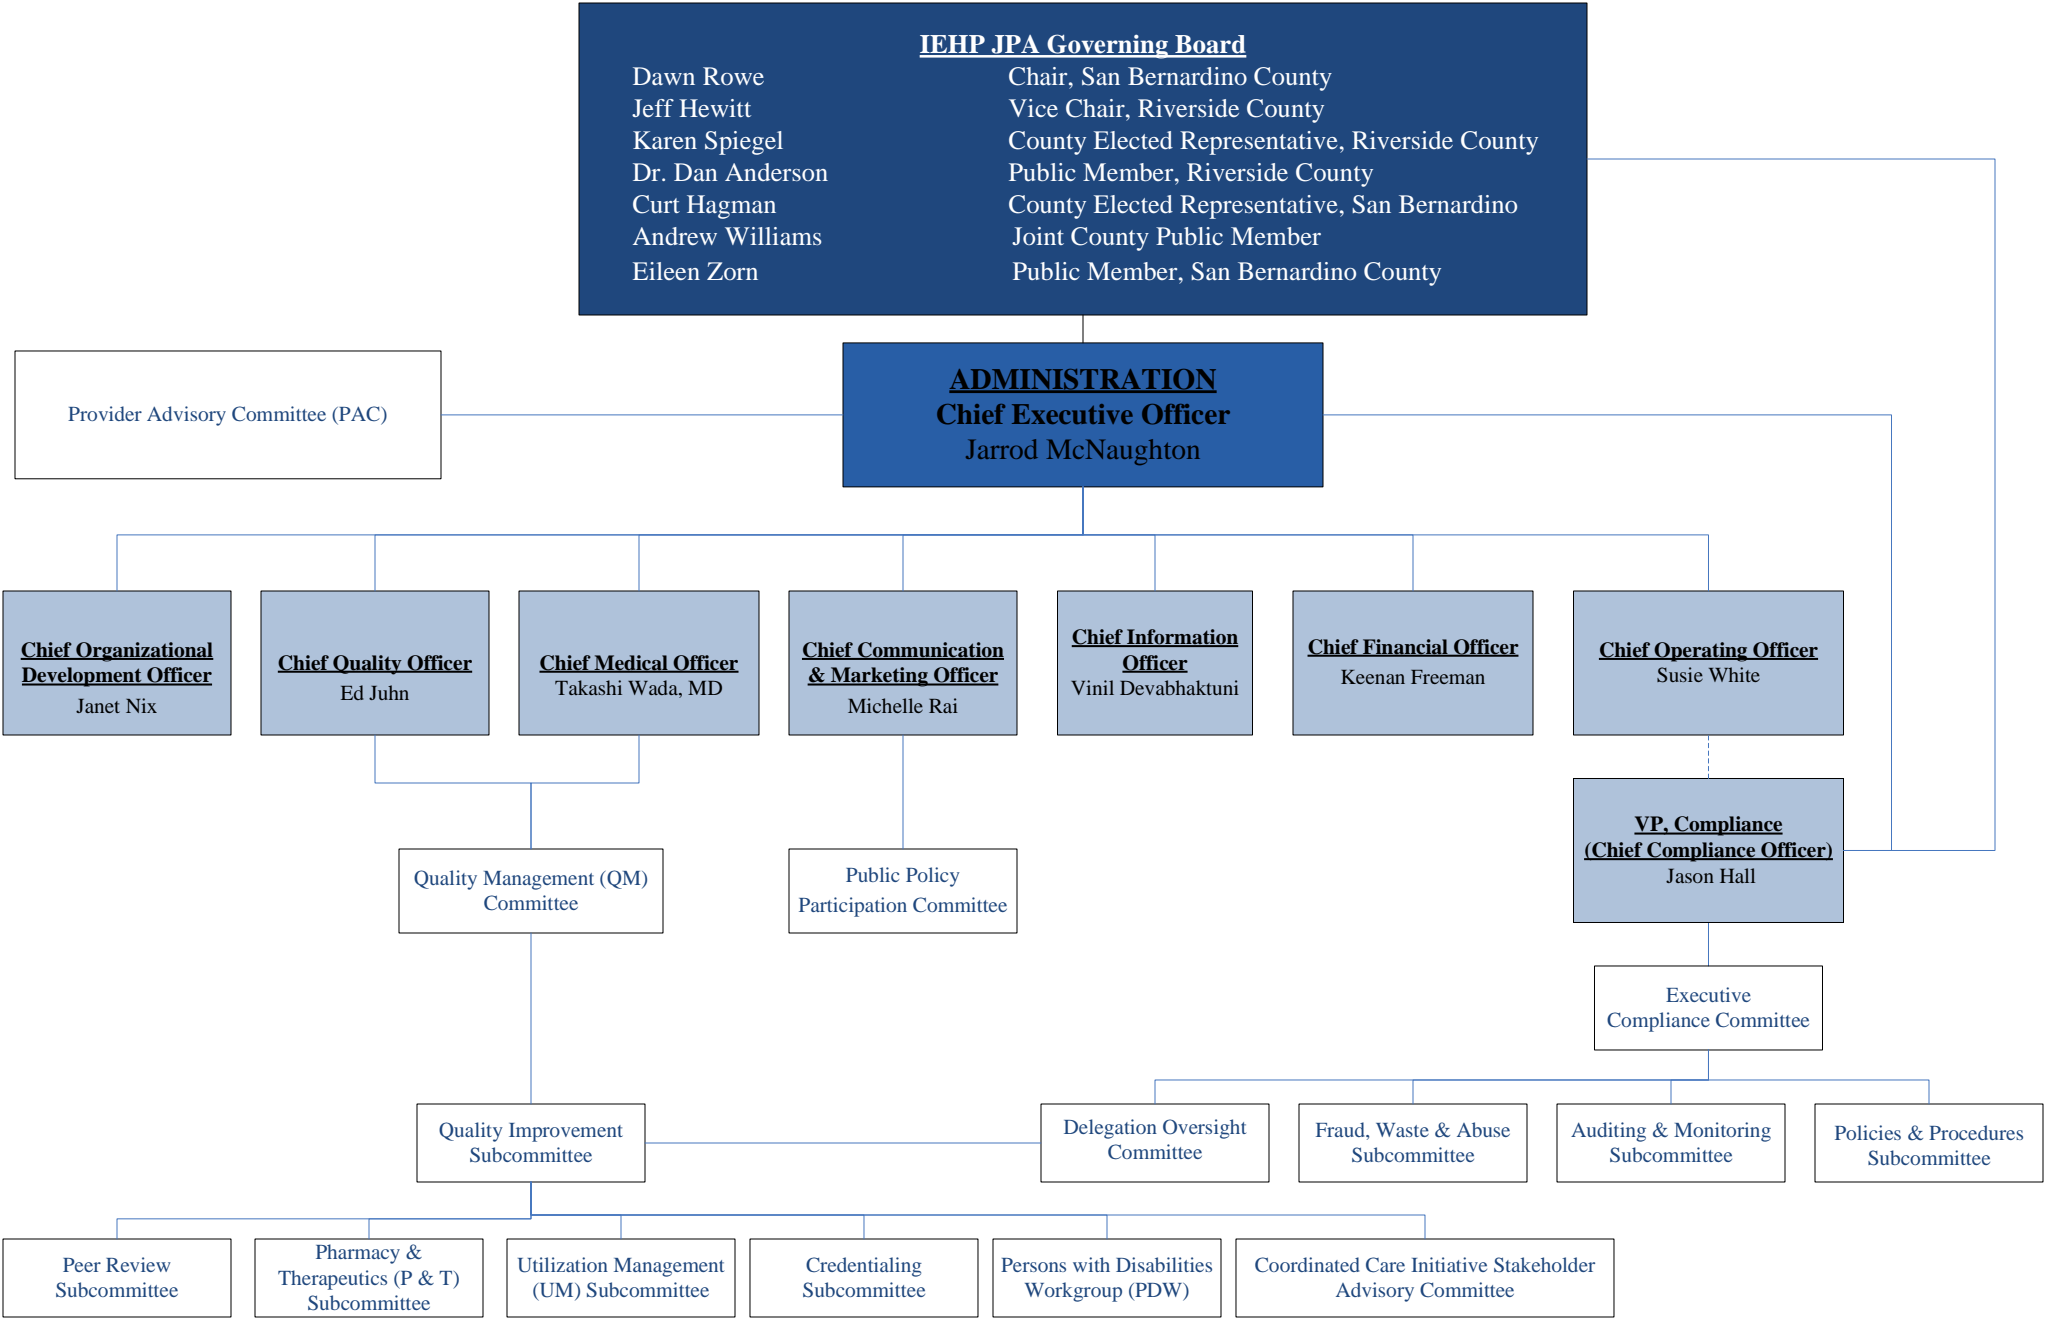 IEHP JPA Governing Board
Dawn Rowe Chair, San Bernardino County
Jeff Hewitt Vice Chair, Riverside County
Karen Spiegel County Elected Representative, Riverside County
Dr. Dan Anderson Public Member, Riverside County
Curt Hagman County Elected Representative, San Bernardino
Andrew Williams Joint County Public Member
Eileen Zorn Public Member, San Bernardino County
Provider Advisory Committee (PAC)
ADMINISTRATION
Chief Executive Officer
Jarrod McNaughton
Chief Organizational
Development Officer
Janet Nix
Chief Quality Officer
Ed Juhn
Chief Medical Officer
Takashi Wada, MD
Chief Communication
& Marketing Officer
Michelle Rai
Chief Information
Officer
Vinil Devabhaktuni
Chief Financial Officer
Keenan Freeman
Chief Operating Officer
Susie White
VP, Compliance
(Chief Compliance Officer)
Jason Hall
Quality Management (QM)
Committee
Public Policy
Participation Committee
Executive
Compliance Committee
Quality Improvement
Subcommittee
Delegation Oversight
Committee
Fraud, Waste & Abuse
Subcommittee
Auditing & Monitoring
Subcommittee
Policies & Procedures
Subcommittee
Peer Review
Subcommittee
Pharmacy &
Therapeutics (P & T)
Subcommittee
Utilization Management
(UM) Subcommittee
Credentialing
Subcommittee
Persons with Disabilities
Workgroup (PDW)
Coordinated Care Initiative Stakeholder
Advisory Committee